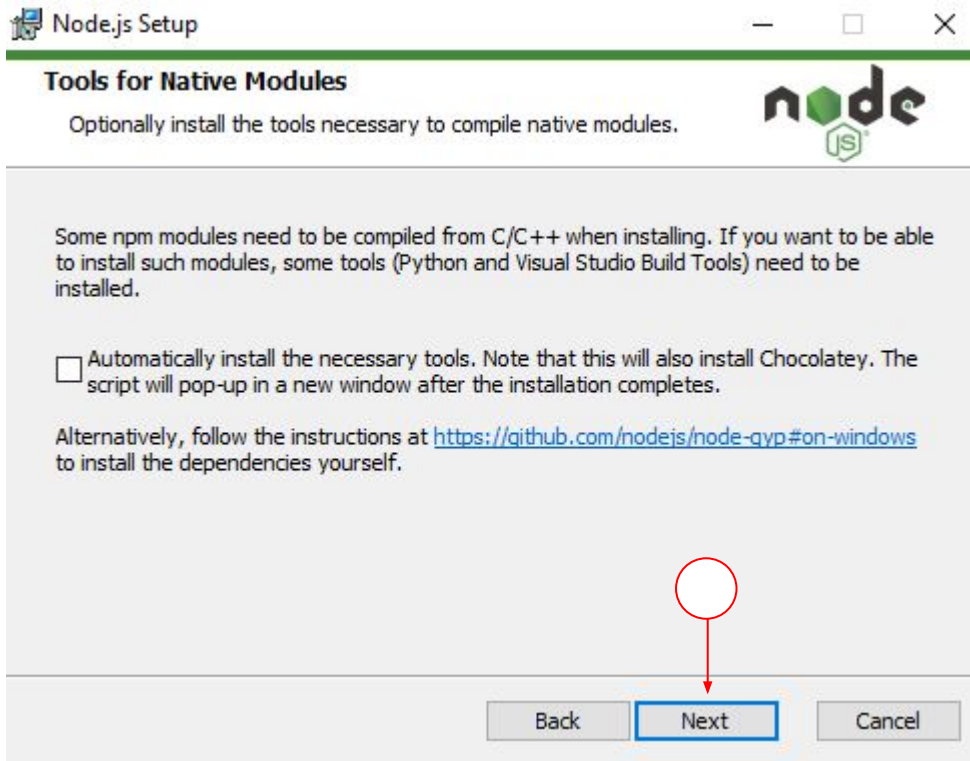 Node.js Setup
Tools for Native Modules
Optionally install the tools necessary to compile native modules.
node
JS
Some npm modules need to be compiled from C/C++ when installing. If you want to be able
to install such modules, some tools (Python and Visual Studio Build Tools) need to be
installed.
Automatically install the necessary tools. Note that this will also install Chocolatey. The
script will pop-up in a new window after the installation completes.
Alternatively, follow the instructions at https://github.com/nodejs/node-gyp#on-windows
to install the dependencies yourself.
Back Next Cancel